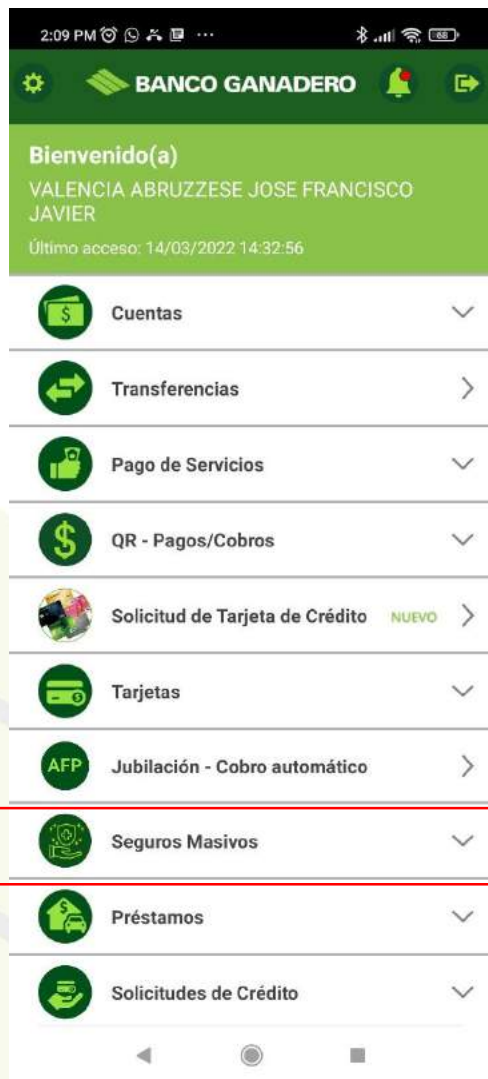 2:09 PM
68
BANCO GANADERO
Bienvenido(a)
VALENCIA ABRUZZESE JOSE FRANCISCO
JAVIER
Último acceso: 14/03/2022 14:32:56
Cuentas
Transferencias
Pago de Servicios
QR - Pagos/Cobros
Solicitud de Tarjeta de Crédito NUEVO
Tarjetas
AFP Jubilación - Cobro automático
Seguros Masivos
Préstamos
Solicitudes de Crédito